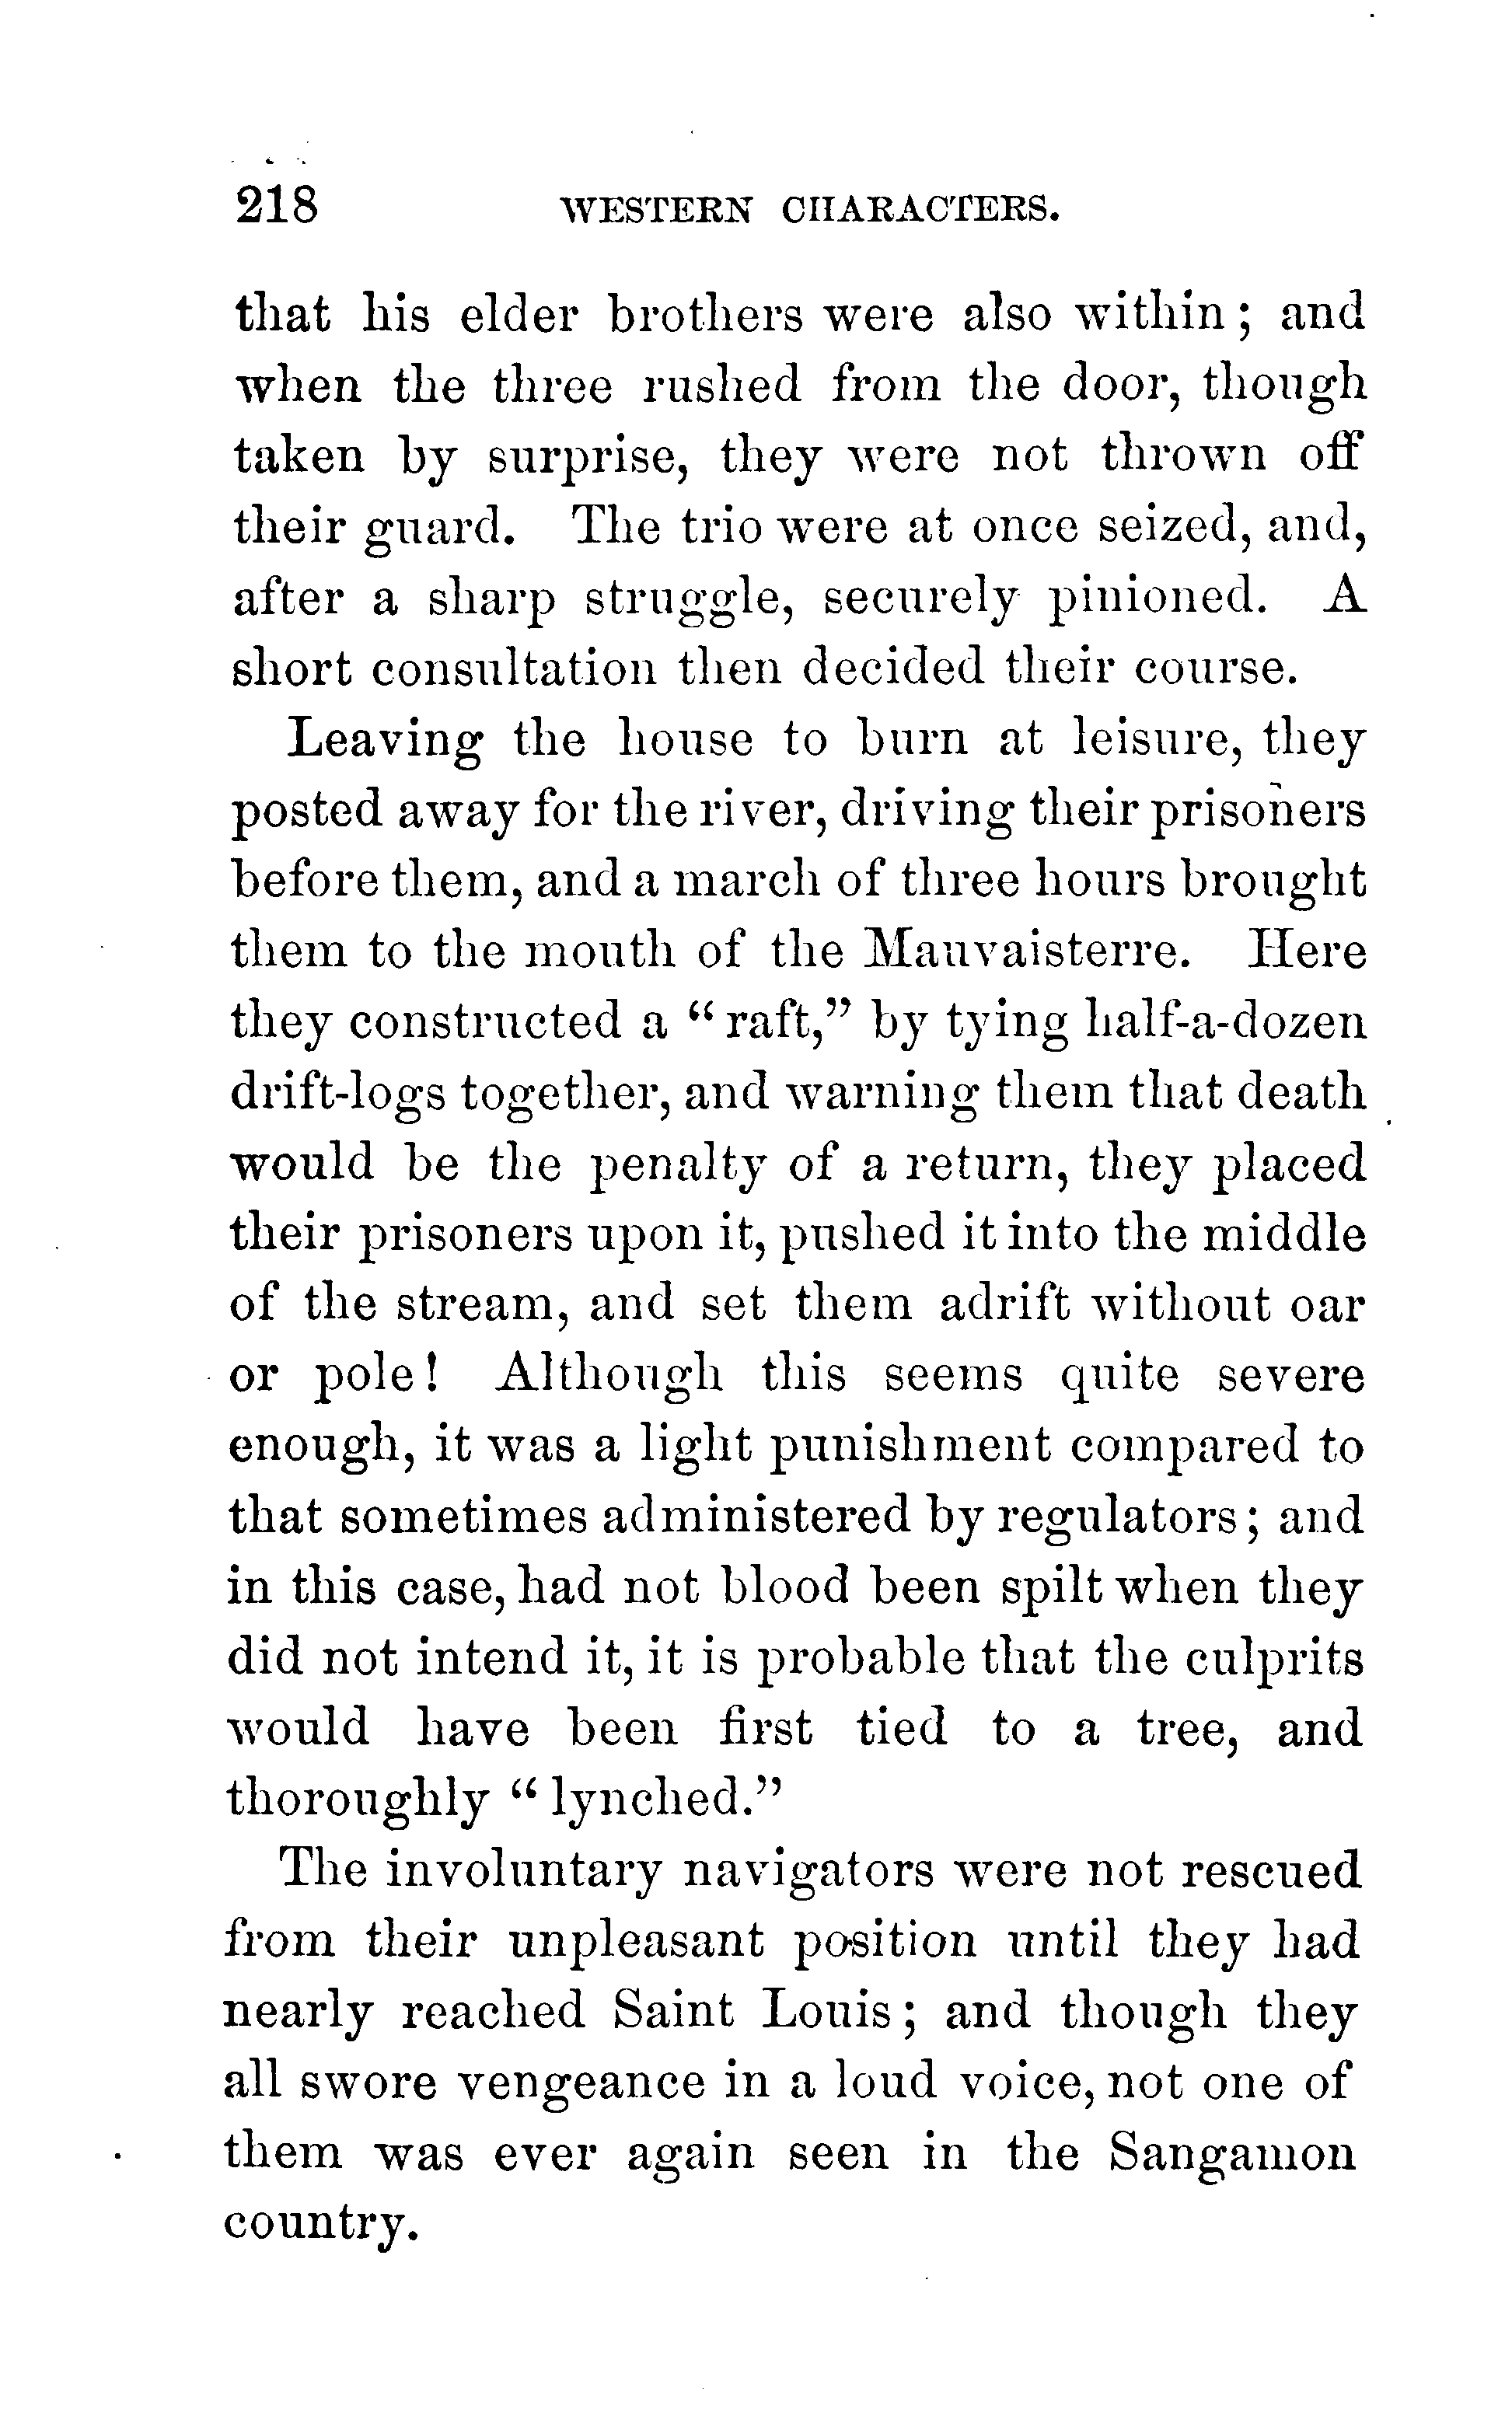 218 WESTERN CHARACTERS.
that his elder brothers were also within; and
when the three rushed from the door, though
taken by surprise, they were not thrown off
their guard. The trio were at once seized, and,
after a sharp struggle, securely pinioned. A
short consultation then decided their course.
Leaving the house to burn at leisure, they
posted away for the river, driving their prisoners
before them, and a march of three hours brought
them to the mouth of the Mauvaisterre. Here
they constructed a “raft,” by tying half-a-dozen
drift-logs together, and warning them that death
would be the penalty of a return, they placed
their prisoners upon it, pushed it into the middle
of the stream, and set them adrift without oar
or pole! Although this seems quite severe
enough, it was a light punishment compared to
that sometimes administered by regulators; and
in this case, had not blood been spilt when they
did not intend it, it is probable that the culprits
would have been first tied to a tree, and
thoroughly “lynched.”
The involuntary navigators were not rescued
from their unpleasant position until they had
nearly reached Saint Louis; and though they
all swore vengeance in a loud voice, not one of
them was ever again seen in the Sangamon
country.